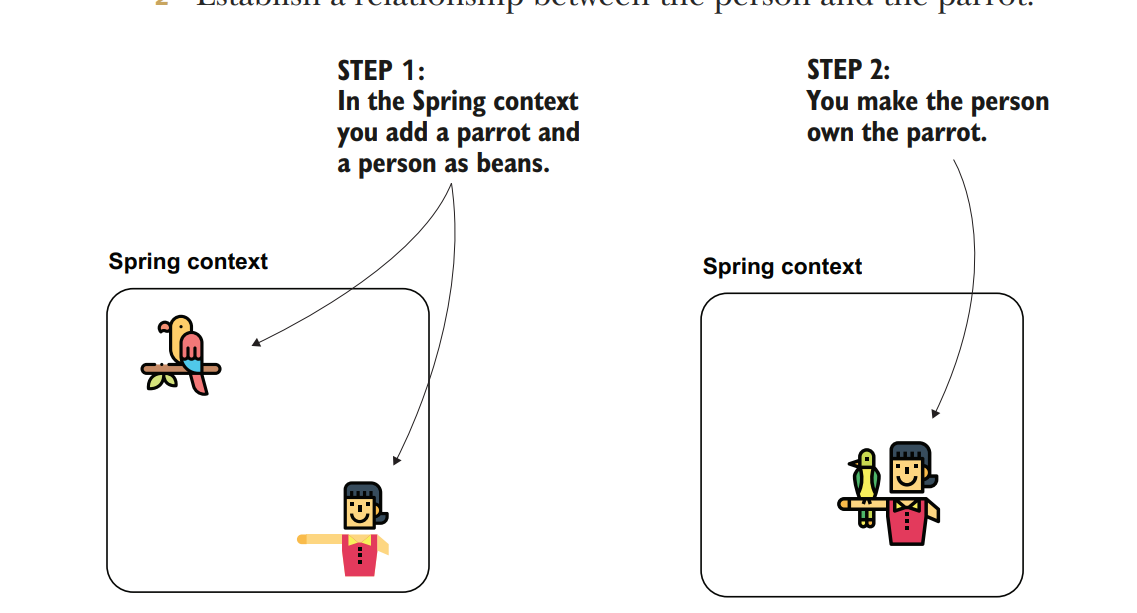 2 Establish a relationship between the person and the parrot.
STEP 1:
In the Spring context
you add a parrot and
a person as beans.
STEP 2:
You make the person
own the parrot.
Spring context
Spring context